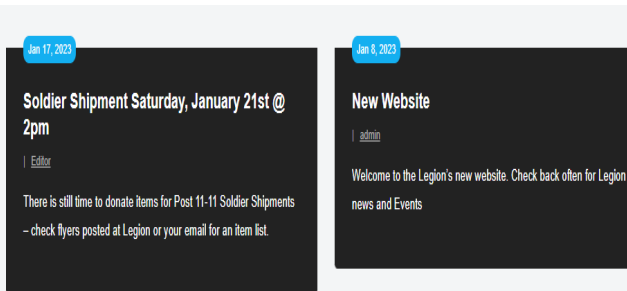 Jan 17, 2023
Soldier Shipment Saturday, January 21st @
2pm
| Editor
There is still time to donate items for Post 11-11 Soldier Shipments
– check flyers posted at Legion or your email for an item list.
Jan 8, 2023
New Website
| admin
Welcome to the Legion's new website. Check back often for Legion
news and Events